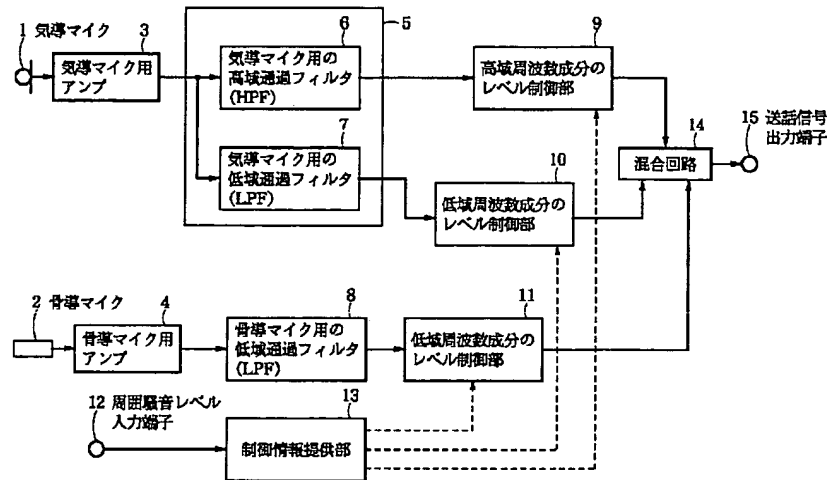 1 気導マイク
3
気導マイク用
アンプ
5
6
気導マイク用の
高域通過フィルタ
(HPF)
7
気導マイク用の
低域通過フィルタ
(LPF)
9
高域周波数成分の
レベル制御部
10
低域周波数成分の
レベル制御部
14
混合回路
15 送話信号
出力端子
2 骨導マイク
4
骨導マイク用
アンプ
8
骨導マイク用の
低域通過フィルタ
(LPF)
11
低域周波数成分の
レベル制御部
12 周囲騒音レベル
入力端子
13
制御情報提供部